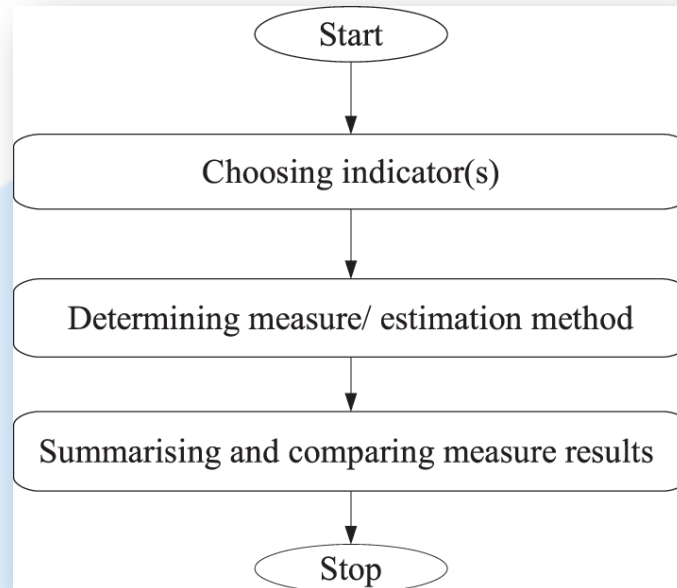 Start
Choosing indicator(s)
Determining measure/ estimation method
Summarising and comparing measure results
Stop